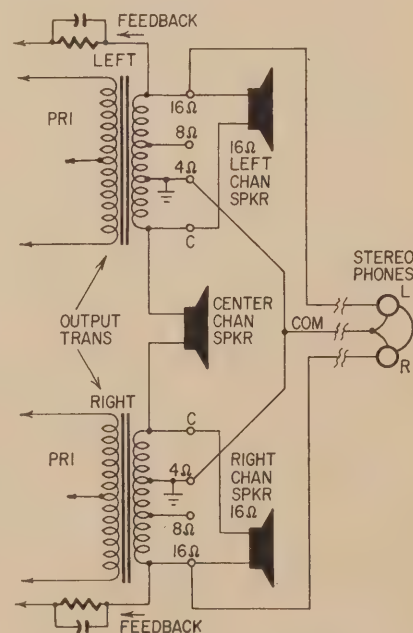 FEEDBACK
LEFT
PRI
16Ω
8Ω
4Ω
C
16Ω
LEFT
CHAN
SPKR
STEREO
PHONES
L
COM
R
CENTER
CHAN
SPKR
OUTPUT
TRANS
RIGHT
PRI
C
4Ω
8Ω
16Ω
RIGHT
CHAN
SPKR
16Ω
FEEDBACK